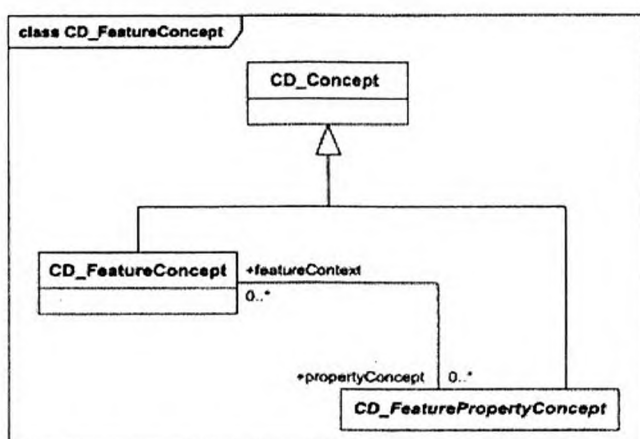 class CD_FeatureConcept
CD_Concept
CD_FeatureConcept
+featureContext
0..*
+propertyConcept
0..*
CD_FeaturePropertyConcept